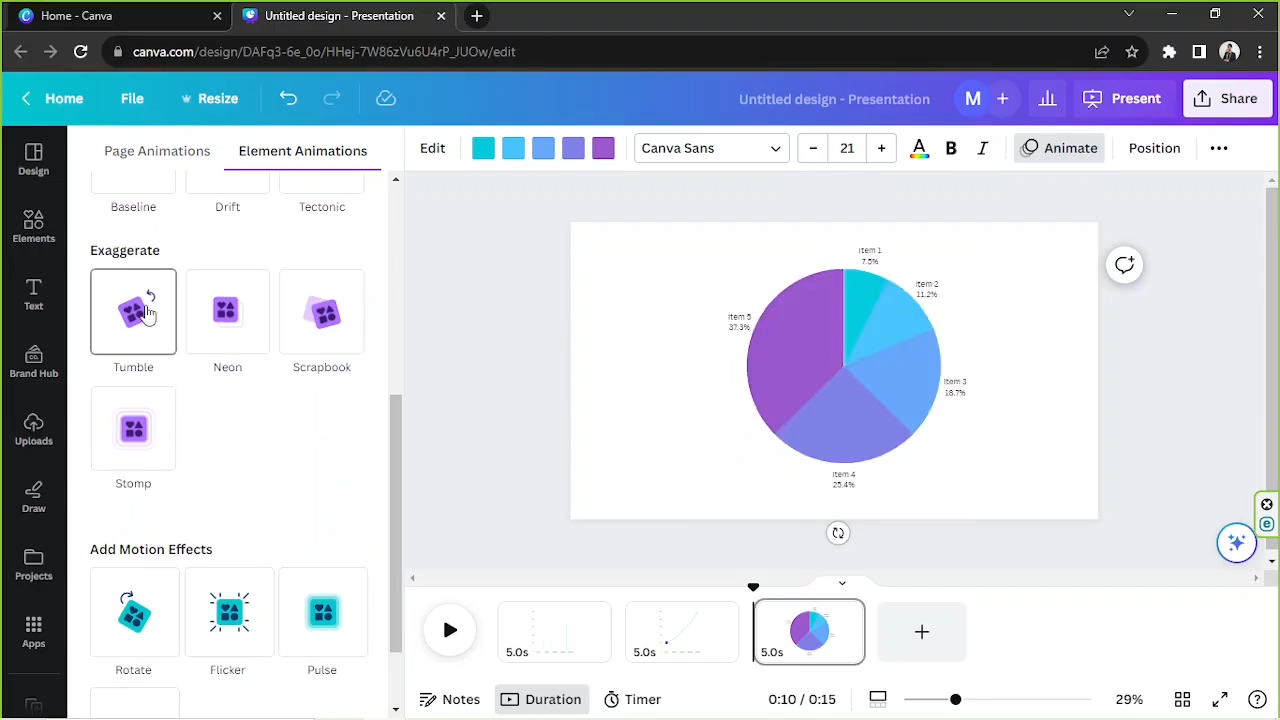 Home - Canva
Untitled design - Presentation
canva.com/design/DAFq3-6e_0o/HHej-7W86zVu6U4rP_JUOw/edit
Home
File
Resize
Untitled design - Presentation
M
Present
Share
Design
Elements
Text
CO.
Brand Hub
Uploads
Draw
Projects
Apps
Page Animations
Element Animations
Baseline
Drift
Tectonic
Exaggerate
Tumble
Neon
Scrapbook
Stomp
Add Motion Effects
Rotate
Flicker
Pulse
Edit
Canva Sans
21
A
B
I
Animate
Position
Item 1
7.5%
Item 2
11.2%
Item 3
18.7%
Item 4
25.4%
Item 5
37.3%
5.0s
5.0s
5.0s
Notes
Duration
Timer
0:10 / 0:15
29%